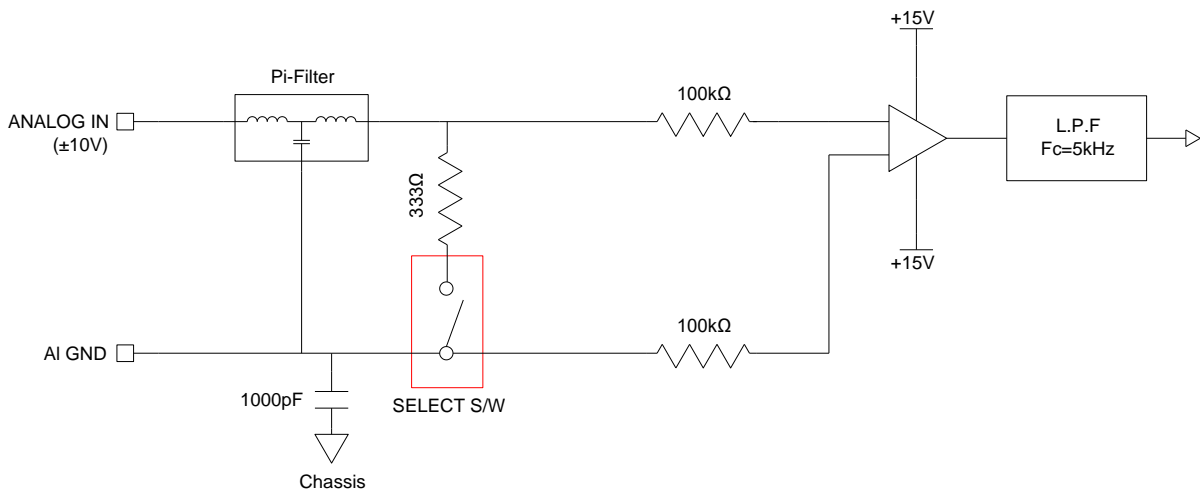 +15V
Pi-Filter
100kΩ
ANALOG IN
(±10V)
L.P.F
Fc=5kHz
333Ω
+15V
100kΩ
AI GND
1000pF
SELECT S/W
Chassis